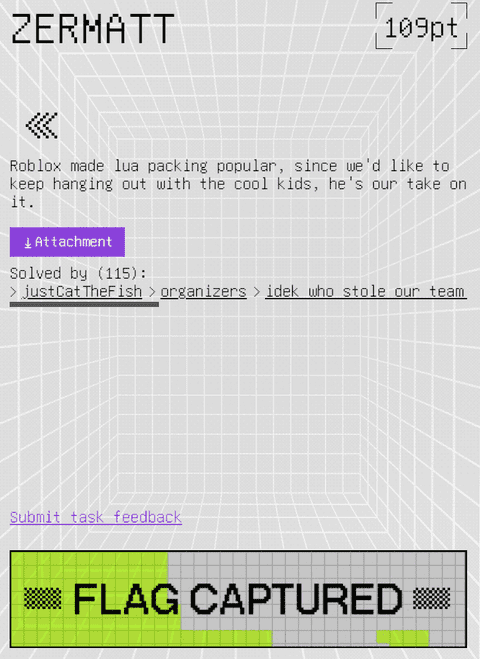 ZERMATT
109pt
Roblox made lua packing popular, since we'd like to
keep hanging out with the cool kids, he's our take on
it.
Attachment
Solved by (115):
>justCatTheFish >organizers >idek who stole our team
Submit task feedback
FLAG CAPTURED